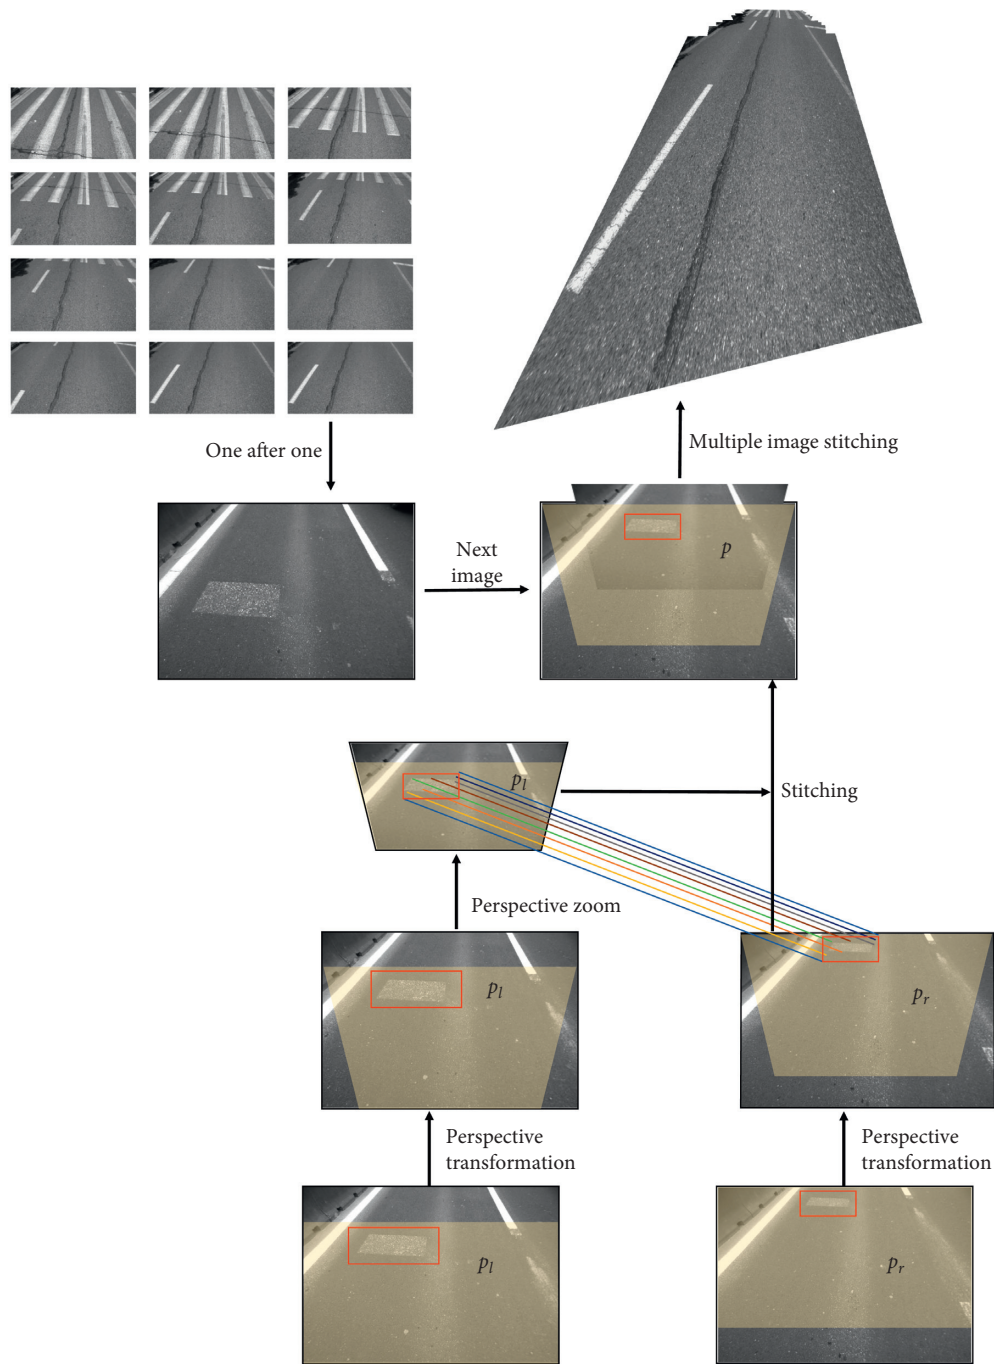 One after one
Multiple image stitching
Next
image
p
p_l
Stitching
Perspective zoom
p_l
p_r
Perspective
transformation
Perspective
transformation
p_l
p_r